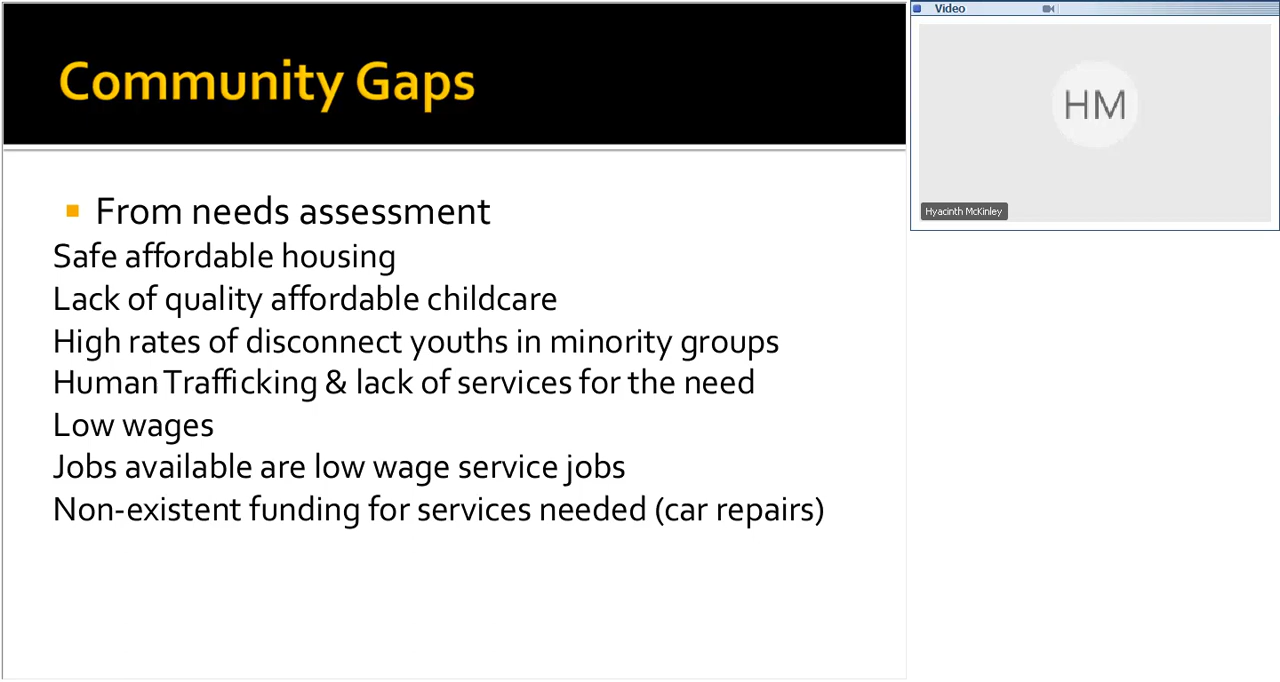 Community Gaps
From needs assessment
Safe affordable housing
Lack of quality affordable childcare
High rates of disconnect youths in minority groups
Human Trafficking & lack of services for the need
Low wages
Jobs available are low wage service jobs
Non-existent funding for services needed (car repairs)
Video
HM
Hyacinth McKinley